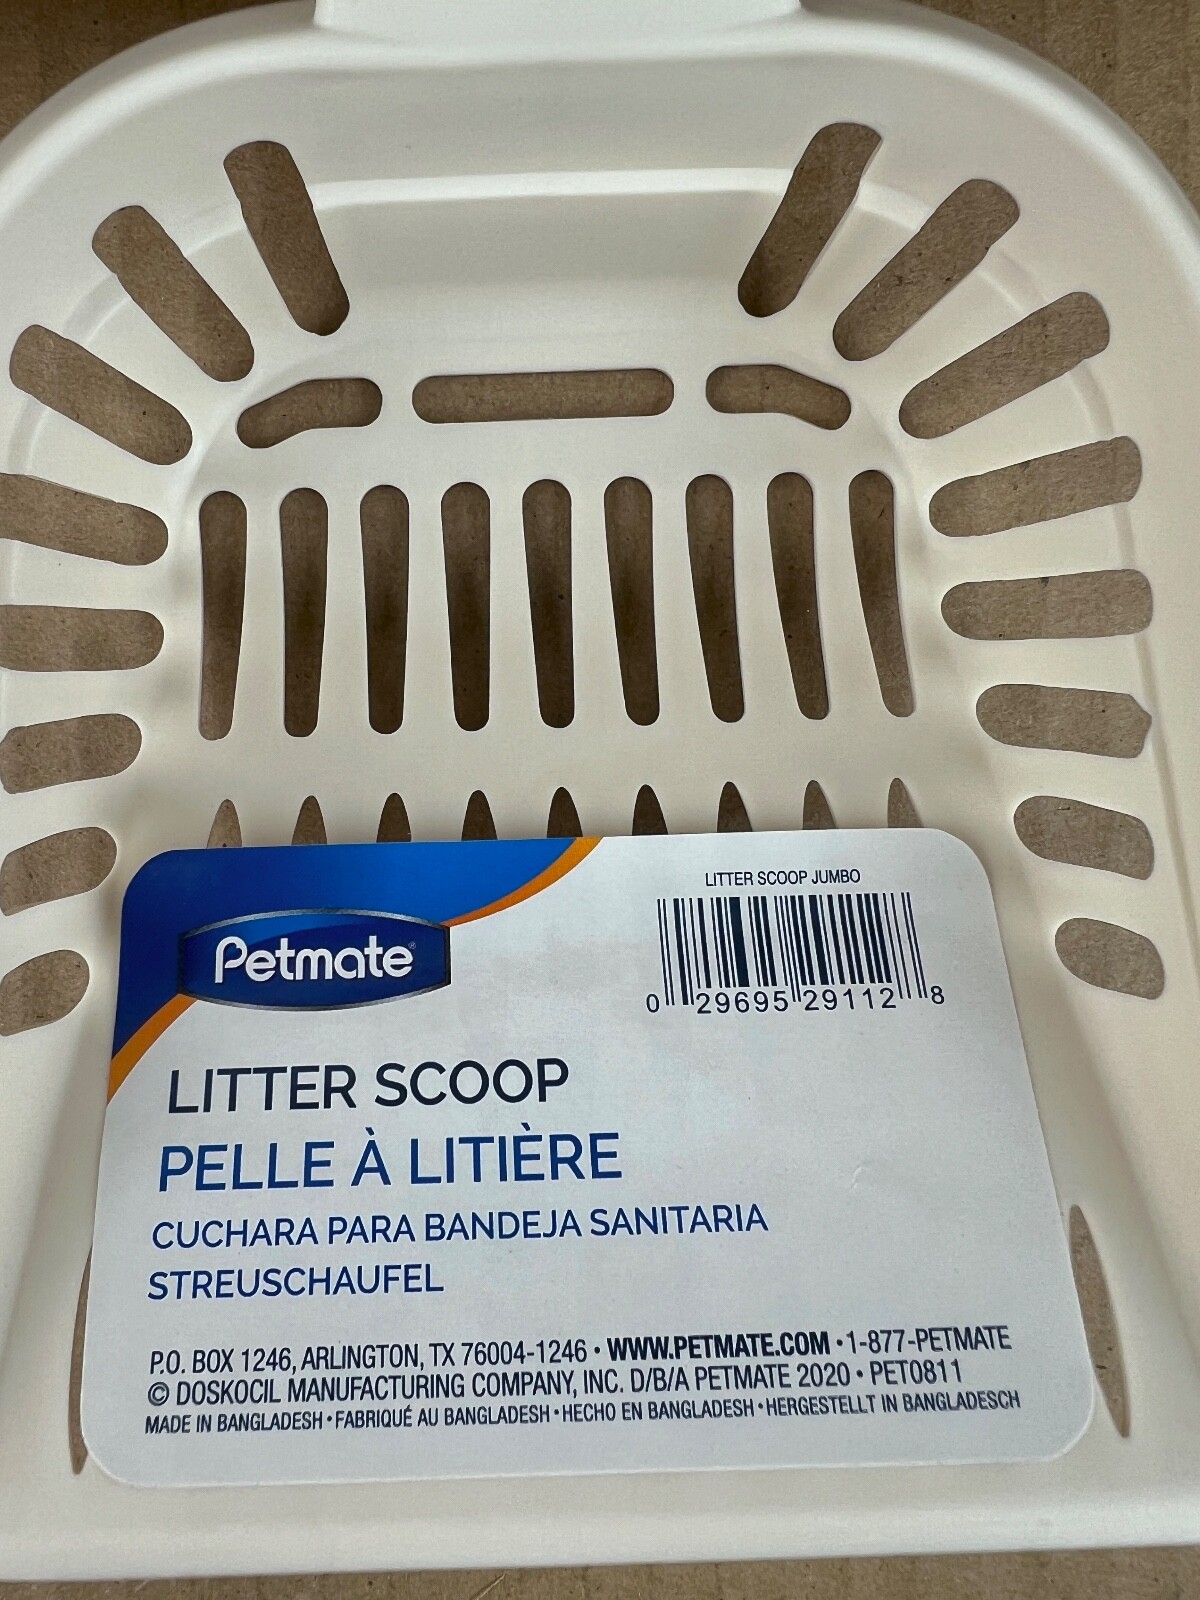 LITTER SCOOP JUMBO
0 29695 29112 8
Petmate®
LITTER SCOOP
PELLE À LITIÈRE
CUCHARA PARA BANDEJA SANITARIA
STREUSCHAUFEL
P.O. BOX 1246, ARLINGTON, TX 76004-1246 • WWW.PETMATE.COM • 1-877-PETMATE
© DOSKOCIL MANUFACTURING COMPANY, INC. D/B/A PETMATE 2020 • PET0811
MADE IN BANGLADESH • FABRIQUÉ AU BANGLADESH • HECHO EN BANGLADESH • HERGESTELLT IN BANGLADESCH